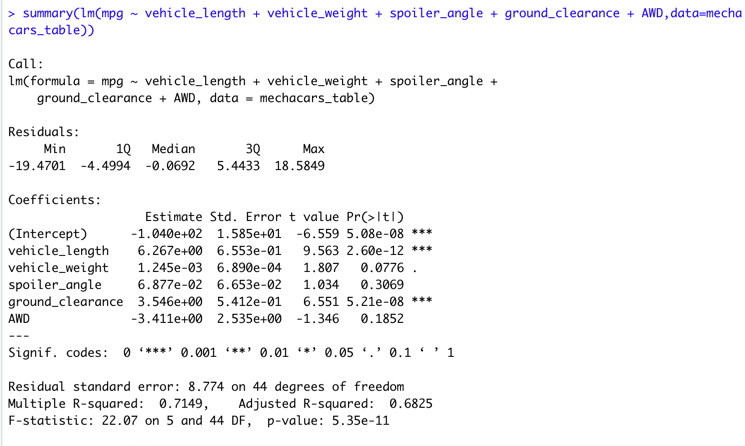 > summary(lm(mpg ~ vehicle_length + vehicle_weight + spoiler_angle + ground_clearance + AWD,data=mecha
cars_table))
Call:
lm(formula = mpg ~ vehicle_length + vehicle_weight + spoiler_angle +
    ground_clearance + AWD, data = mechacars_table)
Residuals:
     Min       1Q   Median       3Q      Max
-19.4701  -4.4994  -0.0692   5.4433  18.5849
Coefficients:
                   Estimate Std. Error t value Pr(>|t|)
(Intercept)      -1.040e+02  1.585e+01  -6.559 5.08e-08 ***
vehicle_length    6.267e+00  6.553e-01   9.563 2.60e-12 ***
vehicle_weight    1.245e-03  6.890e-04   1.807   0.0776 .
spoiler_angle     6.877e-02  6.653e-02   1.034   0.3069
ground_clearance  3.546e+00  5.412e-01   6.551 5.21e-08 ***
AWD              -3.411e+00  2.535e+00  -1.346   0.1852
---
Signif. codes:  0 ‘***’ 0.001 ‘**’ 0.01 ‘*’ 0.05 ‘.’ 0.1 ‘ ’ 1
Residual standard error: 8.774 on 44 degrees of freedom
Multiple R-squared:  0.7149,    Adjusted R-squared:  0.6825
F-statistic: 22.07 on 5 and 44 DF,  p-value: 5.35e-11